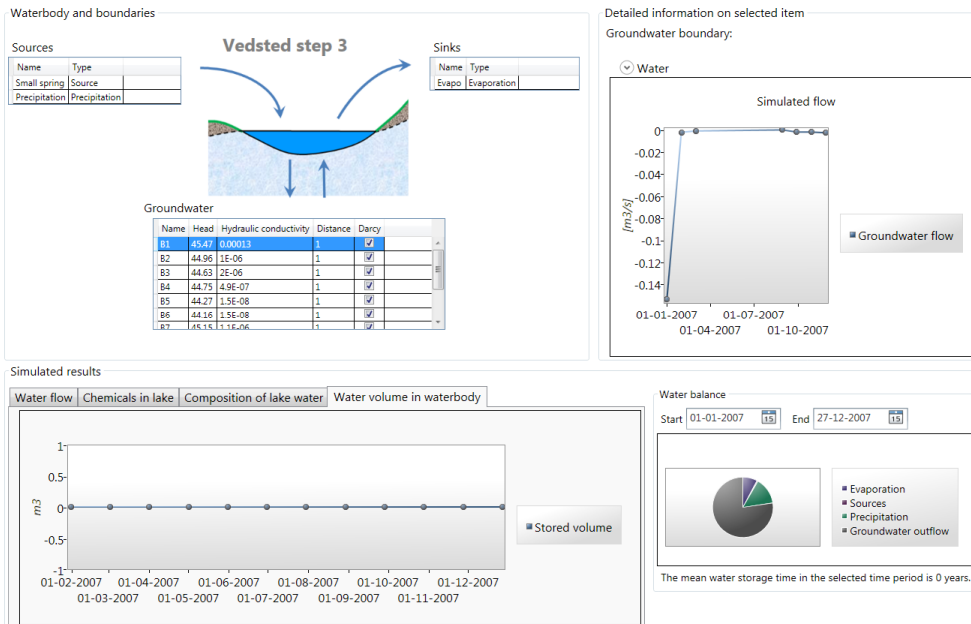 Waterbody and boundaries
Vedsted step 3
Sources
Name Type
Small spring Source
Precipitation Precipitation
Sinks
Name Type
Evapo Evaporation
Groundwater
Name Head Hydraulic conductivity Distance Darcy
B1 45.47 0.00013 1
B2 44.96 1E-06 1
B3 44.63 2E-06 1
B4 44.75 4.9E-07 1
B5 44.27 1.5E-08 1
B6 44.16 1.5E-08 1
B7 45.15 1.1E-06 1
Detailed information on selected item
Groundwater boundary:
Water
Simulated flow
0
-0.02
-0.04
-0.06
-0.08
-0.1
-0.12
-0.14
[m3/s]
01-01-2007 01-07-2007
01-04-2007 01-10-2007
Groundwater flow
Simulated results
Water flow Chemicals in lake Composition of lake water Water volume in waterbody
1
0.5
0
-0.5
-1
m3
01-02-2007 01-04-2007 01-06-2007 01-08-2007 01-10-2007 01-12-2007
01-03-2007 01-05-2007 01-07-2007 01-09-2007 01-11-2007
Stored volume
Water balance
Start 01-01-2007 15 End 27-12-2007 15
Evaporation
Sources
Precipitation
Groundwater outflow
The mean water storage time in the selected time period is 0 years.